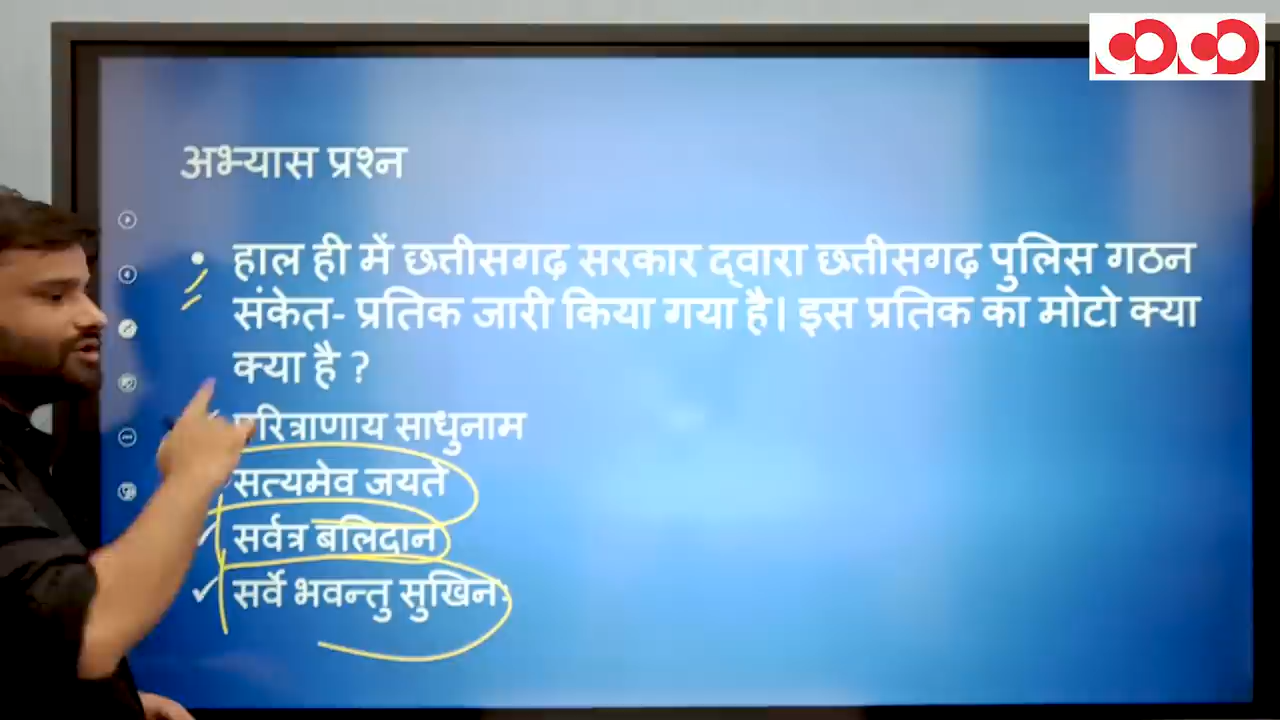 अभ्यास प्रश्न
हाल ही में छत्तीसगढ़ सरकार द्वारा छत्तीसगढ़ पुलिस गठन
संकेत- प्रतिक जारी किया गया है। इस प्रतिक का मोटो क्या
क्या है ?
परित्राणाय साधुनाम
सत्यमेव जयते
सर्वत्र बलिदान
सर्वे भवन्तु सुखिन: